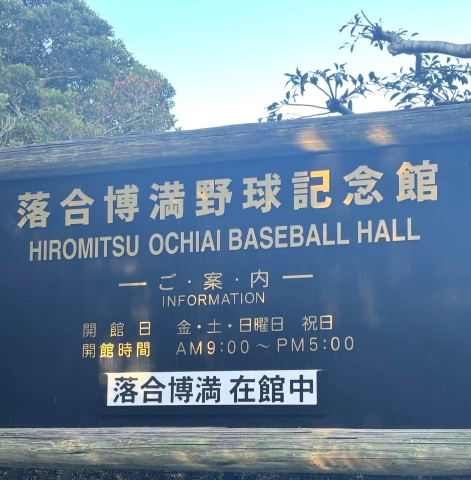 落合博満野球記念館
HIROMITSU OCHIAI BASEBALL HALL
ー ご・案・内 ー
INFORMATION
開館日 金・土・日曜日 祝日
開館時間 AM9:00～PM5:00
落合博満 在館中